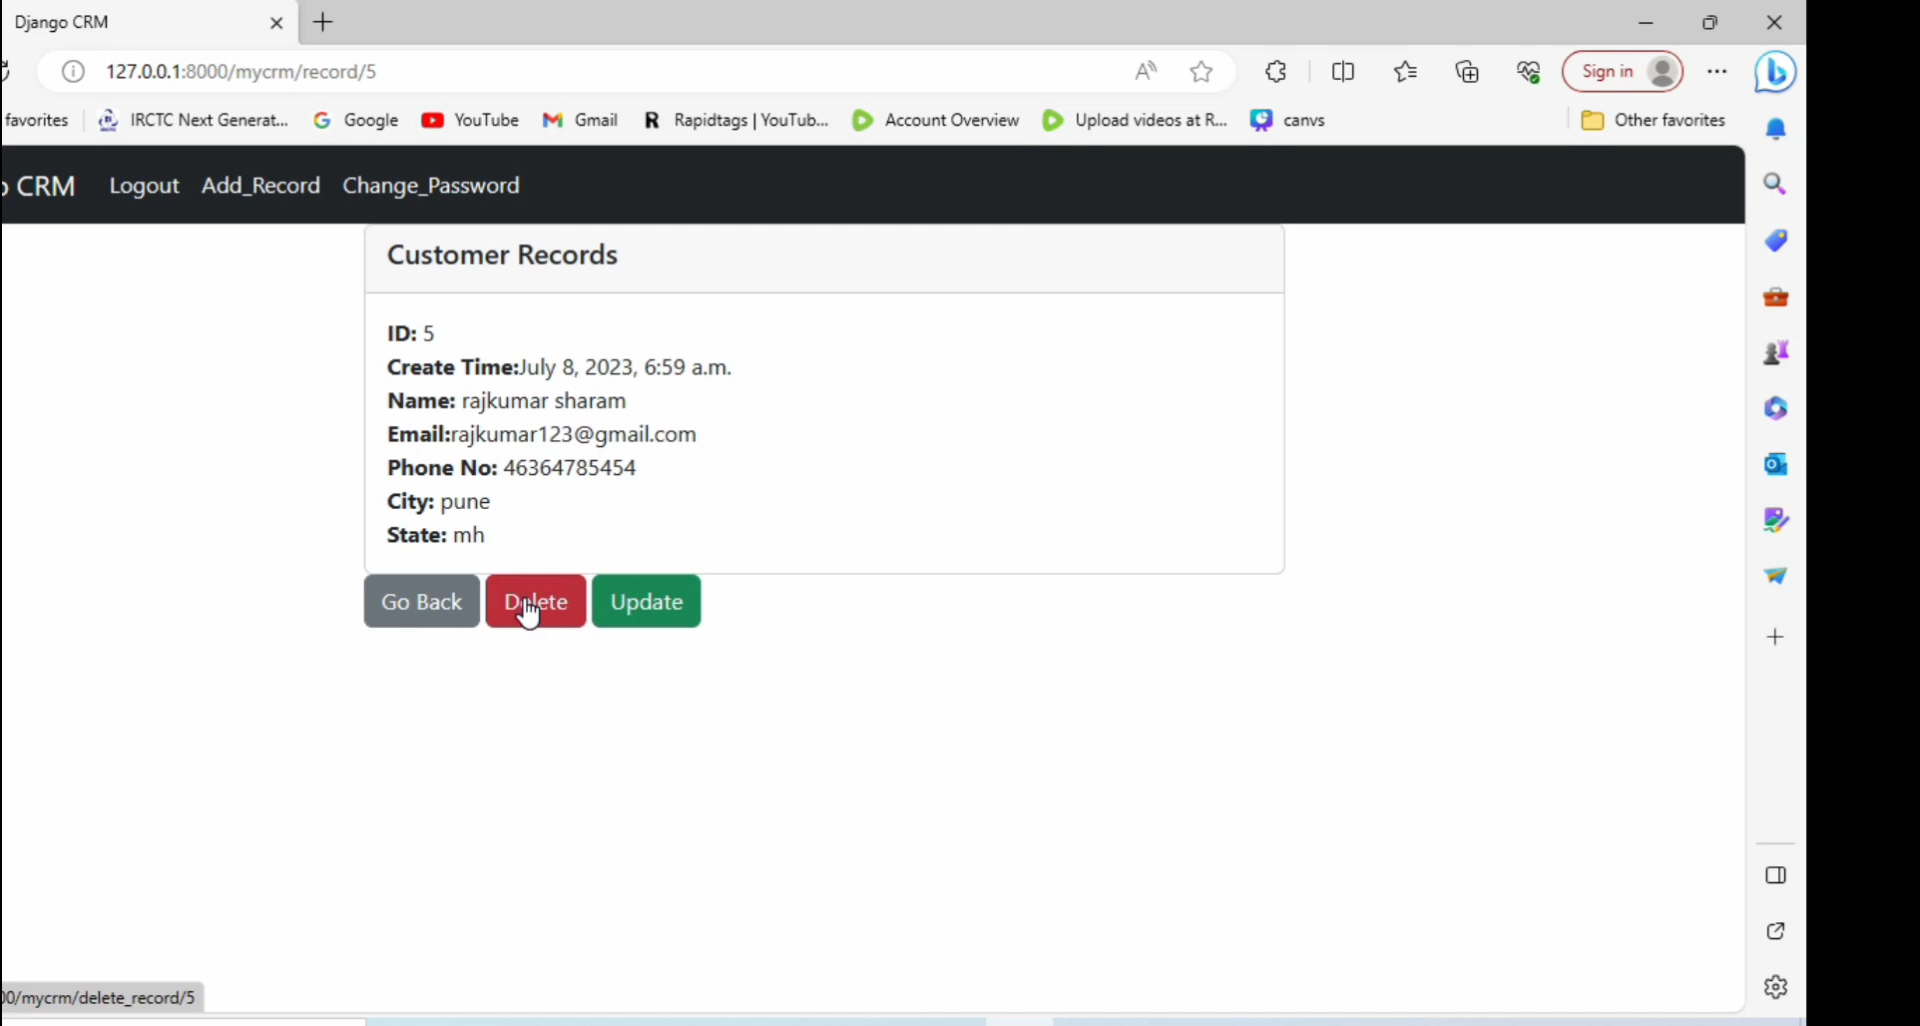 Django CRM
127.0.0.1:8000/mycrm/record/5
Sign in
favorites IRCTC Next Generat... Google YouTube Gmail Rapidtags | YouTub... Account Overview Upload videos at R... canvs Other favorites
CRM Logout Add_Record Change_Password
Customer Records
ID: 5
Create Time:July 8, 2023, 6:59 a.m.
Name: rajkumar sharam
Email:rajkumar123@gmail.com
Phone No: 46364785454
City: pune
State: mh
Go Back Delete Update
00/mycrm/delete_record/5